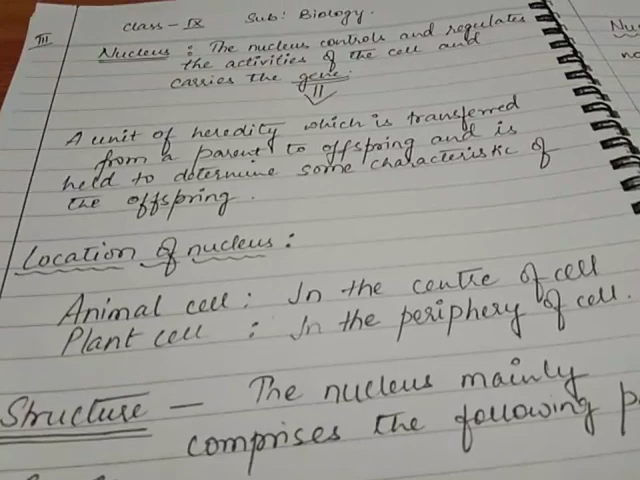 III
Class - IX Sub: Biology.
Nucleus: The nucleus controls and regulates
the activities of the cell and
carries the gene.
A unit of heredity which is transferred
from a parent to offspring and is
held to determine some characteristic of
the offspring.
Location of nucleus:
Animal cell: In the centre of cell
Plant cell : In the periphery of cell.
Structure - The nucleus mainly
comprises the following